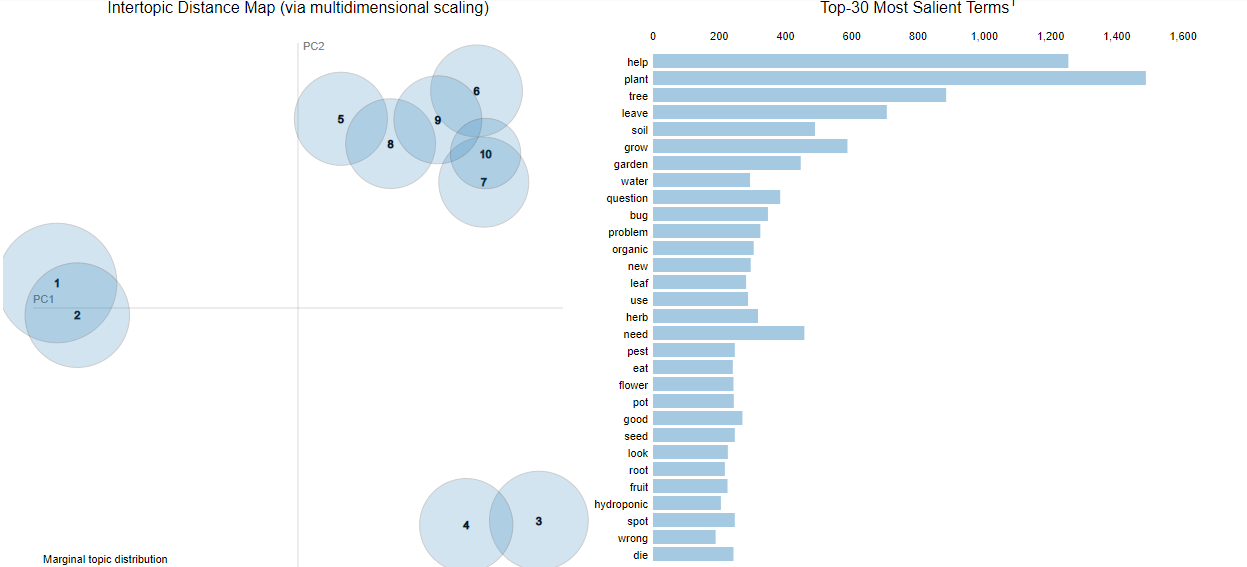 Intertopic Distance Map (via multidimensional scaling)
PC2
6
5
9
8
10
7
1
PC1
2
4
3
Marginal topic distribution
Top-30 Most Salient Terms1
0 200 400 600 800 1,000 1,200 1,400 1,600
help
plant
tree
leave
soil
grow
garden
water
question
bug
problem
organic
new
leaf
use
herb
need
pest
eat
flower
pot
good
seed
look
root
fruit
hydroponic
spot
wrong
die